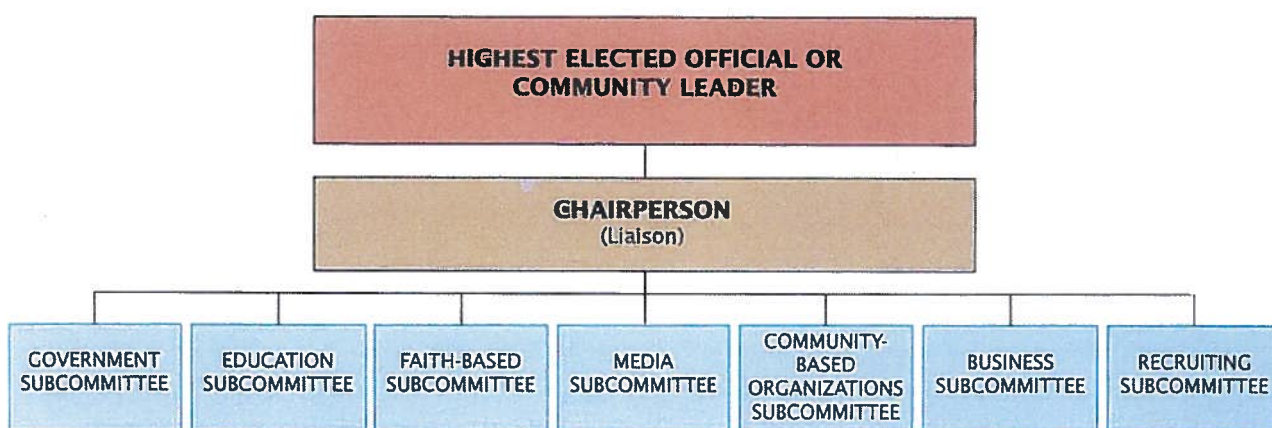 HIGHEST ELECTED OFFICIAL OR
COMMUNITY LEADER
CHAIRPERSON
(Liaison)
GOVERNMENT
SUBCOMMITTEE
EDUCATION
SUBCOMMITTEE
FAITH-BASED
SUBCOMMITTEE
MEDIA
SUBCOMMITTEE
COMMUNITY-
BASED
ORGANIZATIONS
SUBCOMMITTEE
BUSINESS
SUBCOMMITTEE
RECRUITING
SUBCOMMITTEE